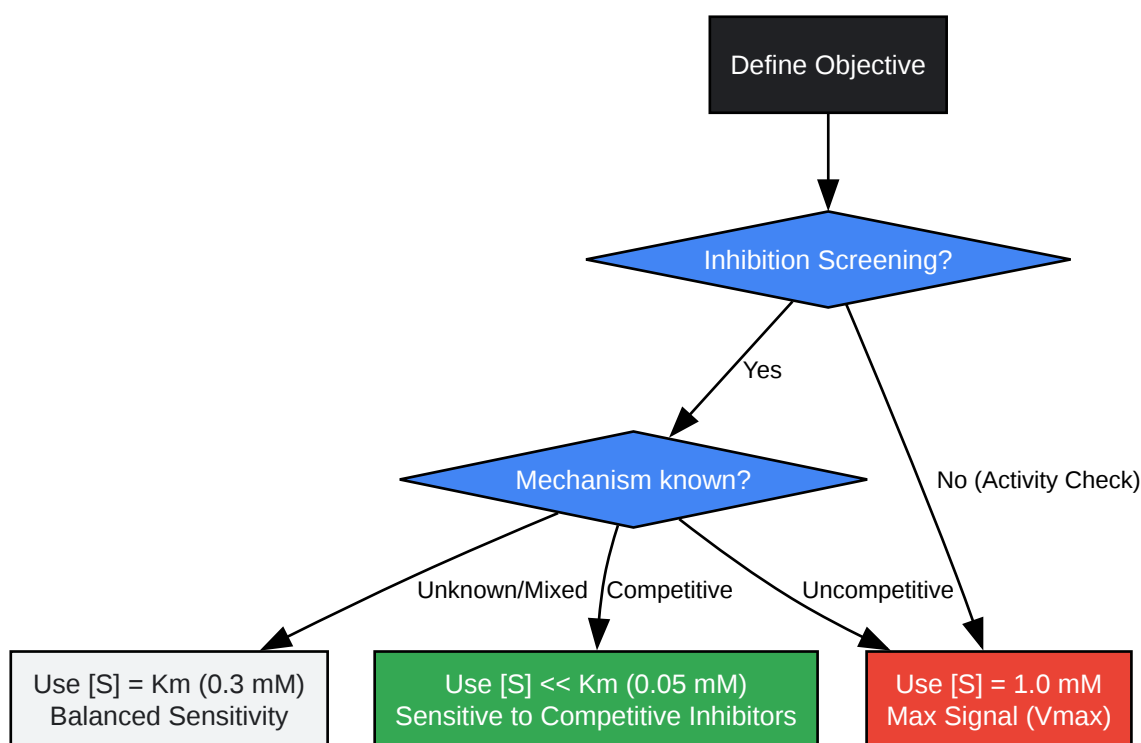 Define Objective
Inhibition Screening?
Yes
Mechanism known?
No (Activity Check)
Unknown/Mixed
Competitive
Uncompetitive
Use [S] = Km (0.3 mM)
Balanced Sensitivity
Use [S] << Km (0.05 mM)
Sensitive to Competitive Inhibitors
Use [S] = 1.0 mM
Max Signal (Vmax)